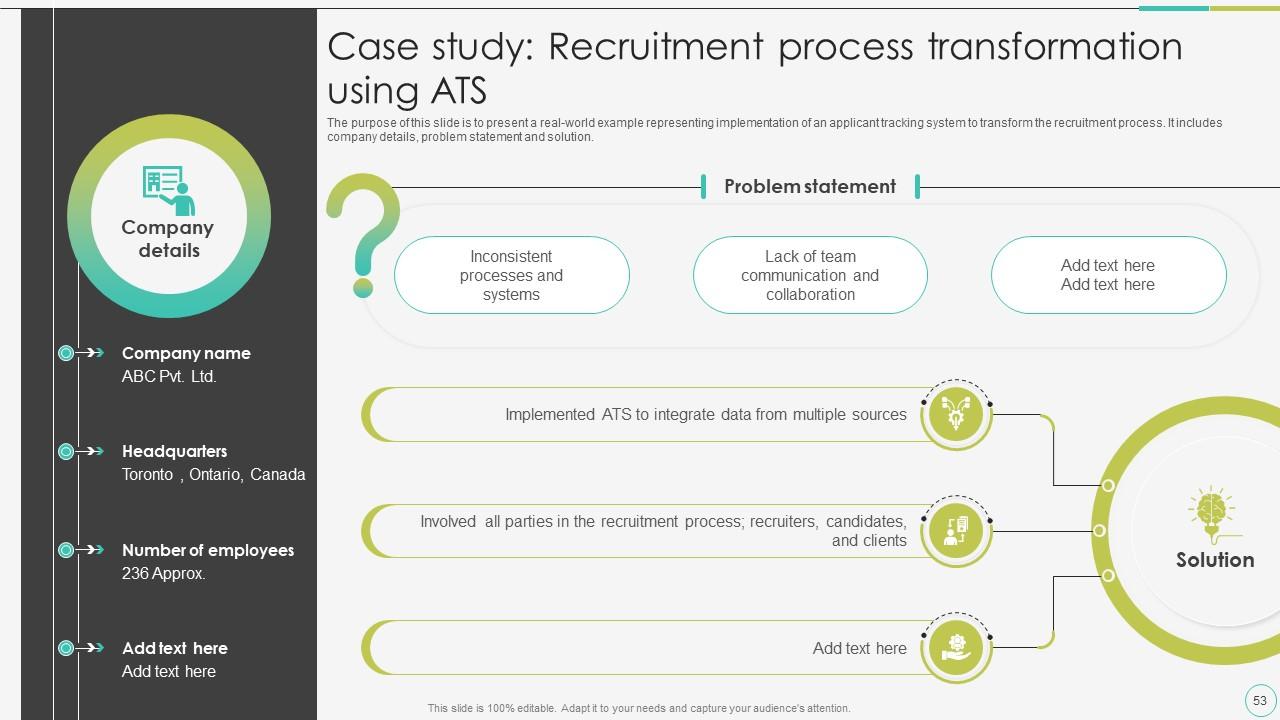 Case study: Recruitment process transformation
using ATS
The purpose of this slide is to present a real-world example representing implementation of an applicant tracking system to transform the recruitment process. It includes
company details, problem statement and solution.
Company
details
Company name
ABC Pvt. Ltd.
Headquarters
Toronto , Ontario, Canada
Number of employees
236 Approx.
Add text here
Add text here
Problem statement
Inconsistent
processes and
systems
Lack of team
communication and
collaboration
Add text here
Add text here
Implemented ATS to integrate data from multiple sources
Involved all parties in the recruitment process; recruiters, candidates,
and clients
Add text here
Solution
This slide is 100% editable. Adapt it to your needs and capture your audience's attention.
53